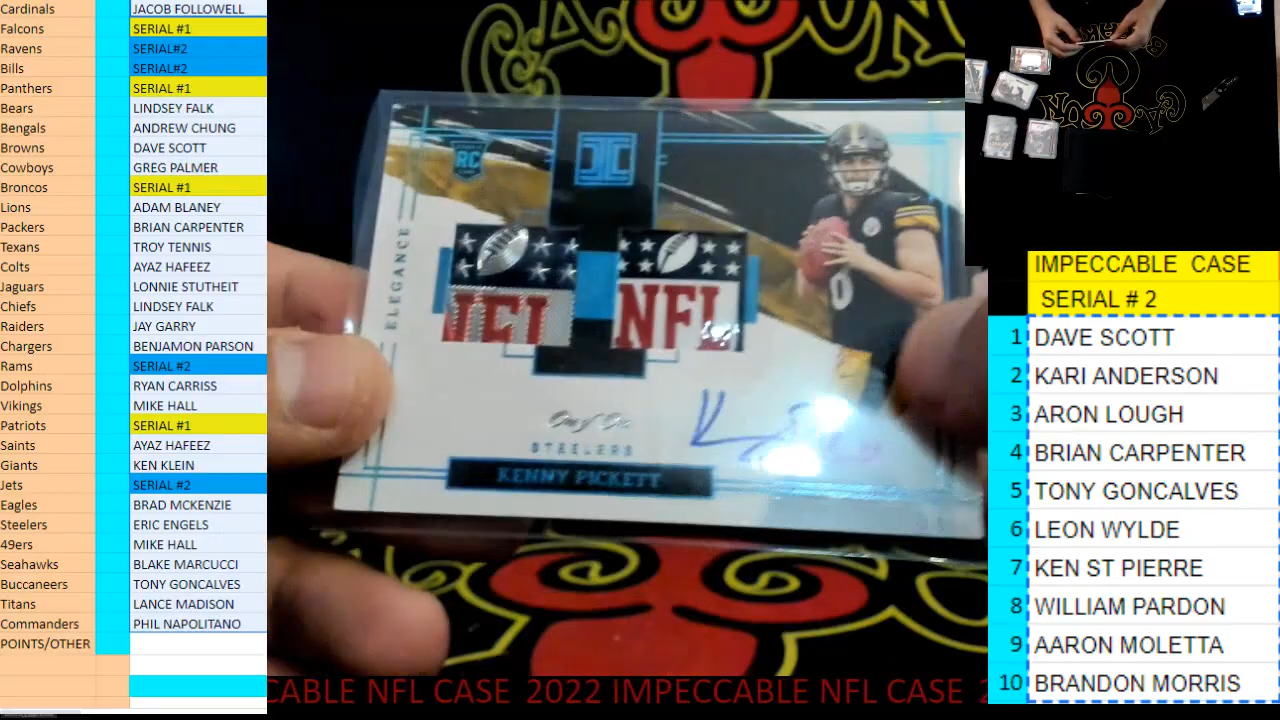 Cardinals JACOB FOLLOWELL
Falcons SERIAL #1
Ravens SERIAL#2
Bills SERIAL#2
Panthers SERIAL #1
Bears LINDSEY FALK
Bengals ANDREW CHUNG
Browns DAVE SCOTT
Cowboys GREG PALMER
Broncos SERIAL #1
Lions ADAM BLANEY
Packers BRIAN CARPENTER
Texans TROY TENNIS
Colts AYAZ HAFEEZ
Jaguars LONNIE STUTHEIT
Chiefs LINDSEY FALK
Raiders JAY GARRY
Chargers BENJAMON PARSON
Rams SERIAL #2
Dolphins RYAN CARRISS
Vikings MIKE HALL
Patriots SERIAL #1
Saints AYAZ HAFEEZ
Giants KEN KLEIN
Jets SERIAL #2
Eagles BRAD MCKENZIE
Steelers ERIC ENGELS
49ers MIKE HALL
Seahawks BLAKE MARCUCCI
Buccaneers TONY GONCALVES
Titans LANCE MADISON
Commanders PHIL NAPOLITANO
POINTS/OTHER
RC
ELEGANCE
NFL
NFL
0
STEELERS
KENNY PICKETT
IMPECCABLE CASE
SERIAL # 2
1 DAVE SCOTT
2 KARI ANDERSON
3 ARON LOUGH
4 BRIAN CARPENTER
5 TONY GONCALVES
6 LEON WYLDE
7 KEN ST PIERRE
8 WILLIAM PARDON
9 AARON MOLETTA
10 BRANDON MORRIS
CABLE NFL CASE 2022 IMPECCABLE NFL CASE